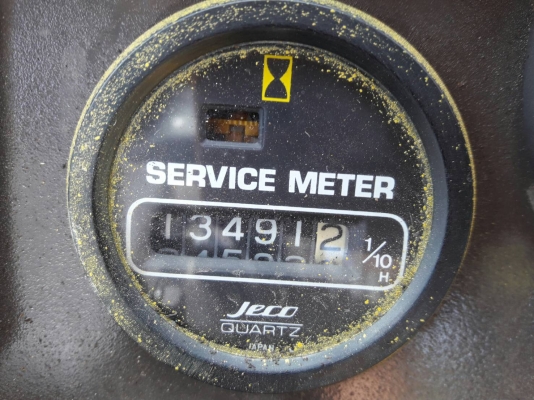 SERVICE METER
134912
1/10
H.
Jeco
QUARTZ
JAPAN